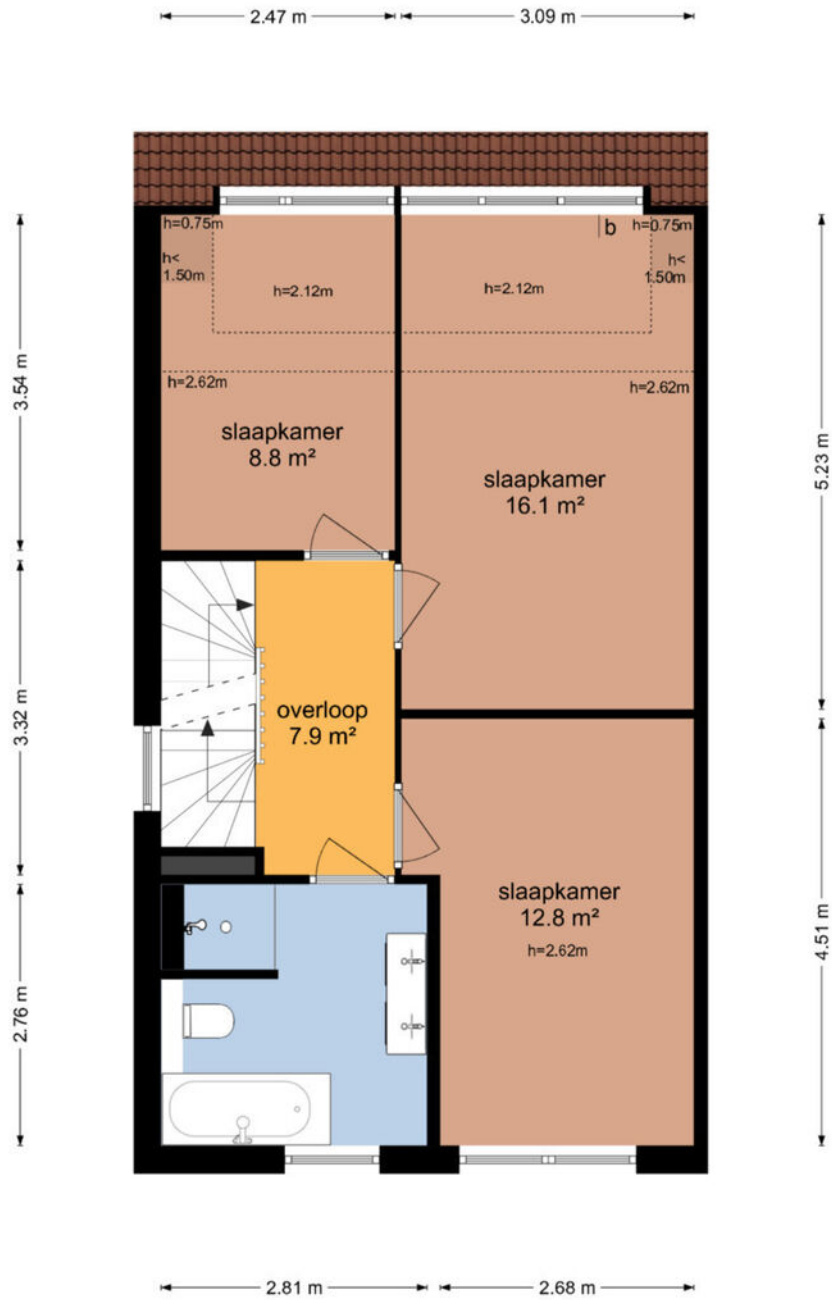 2.47 m
3.09 m
h=0.75m
b
h=0.75m
h<
1.50m
h<
1.50m
h=2.12m
h=2.12m
h=2.62m
h=2.62m
3.54 m
slaapkamer
8.8 m²
5.23 m
slaapkamer
16.1 m²
3.32 m
overloop
7.9 m²
slaapkamer
12.8 m²
h=2.62m
4.51 m
2.76 m
2.81 m
2.68 m